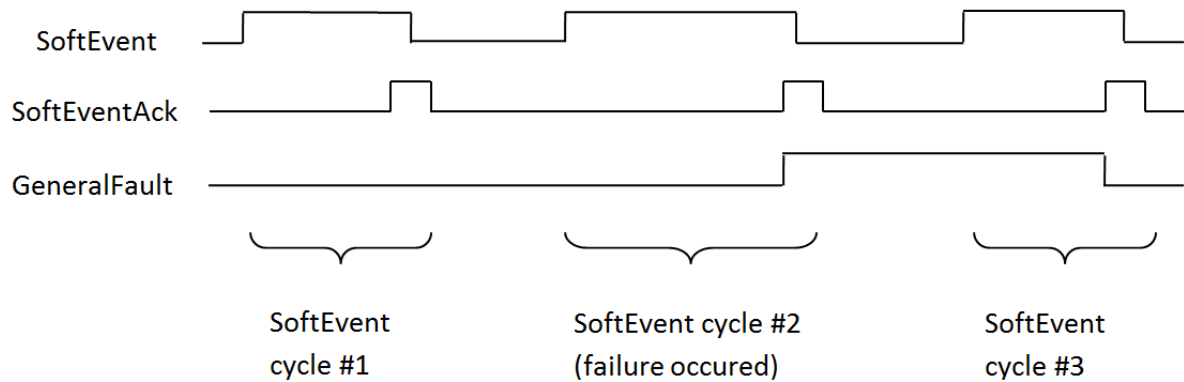 SoftEvent
SoftEventAck
GeneralFault
SoftEvent
cycle #1
SoftEvent cycle #2
(failure occured)
SoftEvent
cycle #3